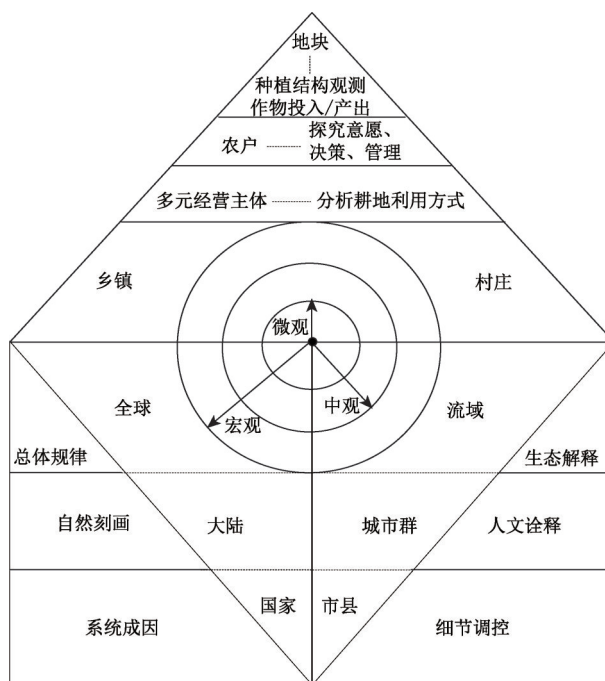 地块
种植结构观测
作物投入/产出
农户 探究意愿、
决策、管理
多元经营主体 分析耕地利用方式
乡镇 村庄
微观
全球 宏观 中观 流域
总体规律 生态解释
自然刻画 大陆 城市群 人文诠释
国家 市县
系统成因 细节调控